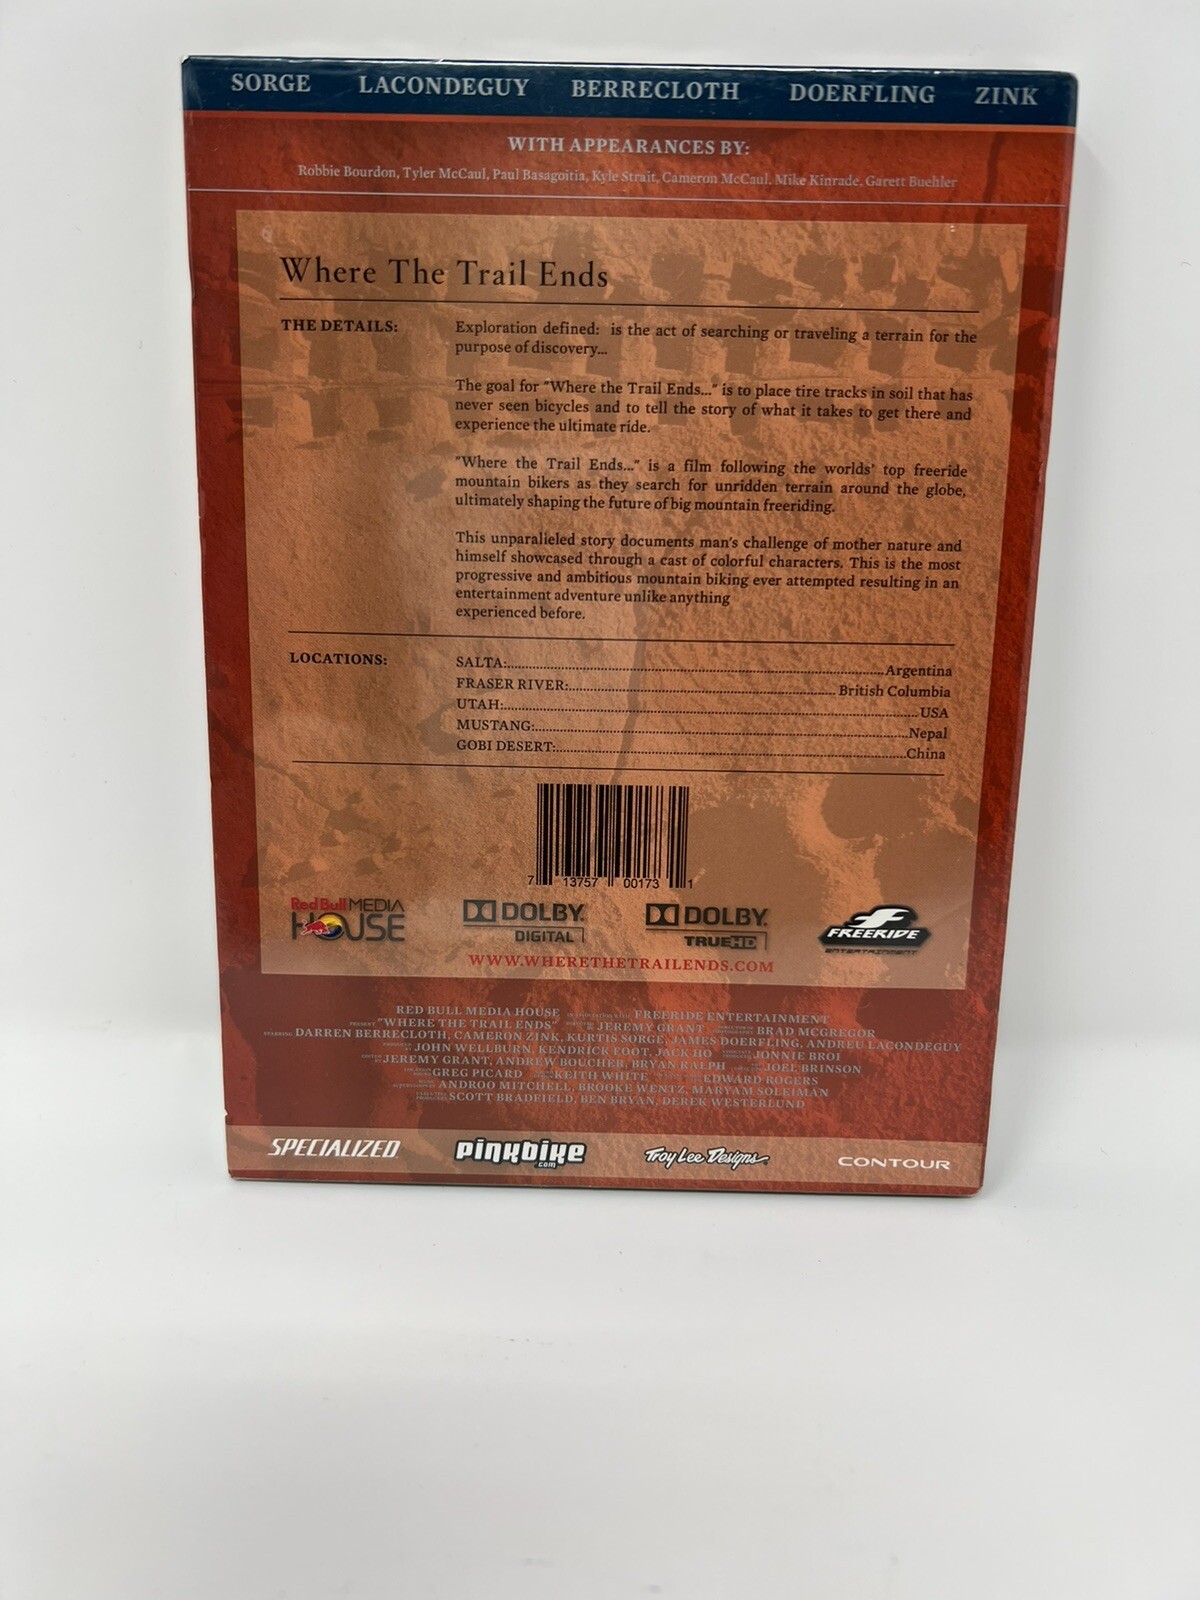 SORGE LACONDEGUY BERRECLOTH DOERFLING ZINK
WITH APPEARANCES BY:
Robbie Bourdon, Tyler McCaul, Paul Basagoitia, Kyle Strait, Cameron McCaul, Mike Kinrade, Garett Buehler
Where The Trail Ends
THE DETAILS:
Exploration defined: is the act of searching or traveling a terrain for the
purpose of discovery...
The goal for "Where the Trail Ends..." is to place tire tracks in soil that has
never seen bicycles and to tell the story of what it takes to get there and
experience the ultimate ride.
"Where the Trail Ends..." is a film following the worlds' top freeride
mountain bikers as they search for unridden terrain around the globe,
ultimately shaping the future of big mountain freeriding.
This unparalleled story documents man's challenge of mother nature and
himself showcased through a cast of colorful characters. This is the most
progressive and ambitious mountain biking ever attempted resulting in an
entertainment adventure unlike anything
experienced before.
LOCATIONS:
SALTA:...Argentina
FRASER RIVER:...British Columbia
UTAH:...USA
MUSTANG:...Nepal
GOBI DESERT:...China
7 13757 00173 1
Red Bull MEDIA
HOUSE
DOLBY
DIGITAL
DOLBY
TRUEHD
FREERIDE
ENTERTAINMENT
WWW.WHERETHETRAILENDS.COM
RED BULL MEDIA HOUSE IN ASSOCIATION WITH FREERIDE ENTERTAINMENT
PRESENT "WHERE THE TRAIL ENDS" JEREMY GRANT BRAD MCGREGOR
STARRING DARREN BERRECLOTH, CAMERON ZINK, KURTIS SORGE, JAMES DOERFLING, ANDREU LACONDEGUY
JOHN WELLBURN, KENDRICK FOOT, JACK HO JONNIE BROI
JEREMY GRANT, ANDREW BOUCHER, BRYAN RALPH JOEL BRINSON
GREG PICARD KEITH WHITE EDWARD ROGERS
ANDROO MITCHELL, BROOKE WENTZ, MARYAM SOLEIMAN
SCOTT BRADFIELD, BEN BRYAN, DEREK WESTERLUND
SPECIALIZED
pinkbike
.com
Troy Lee Designs
CONTOUR